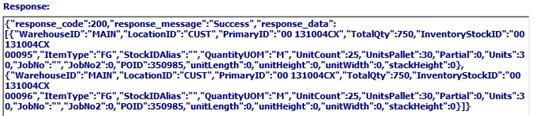 Response:
{"response_code":200,"response_message":"Success","response_data":
[{"WarehouseID":"MAIN","LocationID":"CUST","PrimaryID":"00 131004CX","TotalQty":750,"InventoryStockID":"00
131004CX
00095","ItemType":"FG","StockIDAlias":"","QuantityUOM":"M","UnitCount":25,"UnitsPallet":30,"Partial":0,"Units":3
0,"JobNo":"","JobNo2":0,"POID":350985,"unitLength":0,"unitHeight":0,"unitWidth":0,"stackHeight":0},
{"WarehouseID":"MAIN","LocationID":"CUST","PrimaryID":"00 131004CX","TotalQty":750,"InventoryStockID":"00
131004CX
00096","ItemType":"FG","StockIDAlias":"","QuantityUOM":"M","UnitCount":25,"UnitsPallet":30,"Partial":0,"Units":3
0,"JobNo":"","JobNo2":0,"POID":350985,"unitLength":0,"unitHeight":0,"unitWidth":0,"stackHeight":0}]}